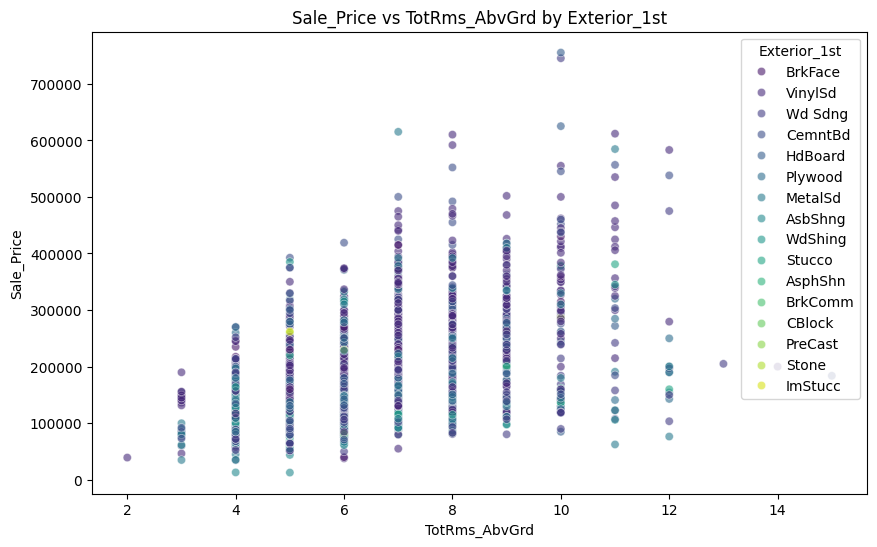 Sale_Price vs TotRms_AbvGrd by Exterior_1st
Exterior_1st
BrkFace
VinylSd
Wd Sdng
CemntBd
HdBoard
Plywood
MetalSd
AsbShng
WdShing
Stucco
AsphShn
BrkComm
CBlock
PreCast
Stone
ImStucc
Sale_Price
700000
600000
500000
400000
300000
200000
100000
0
2 4 6 8 10 12 14
TotRms_AbvGrd